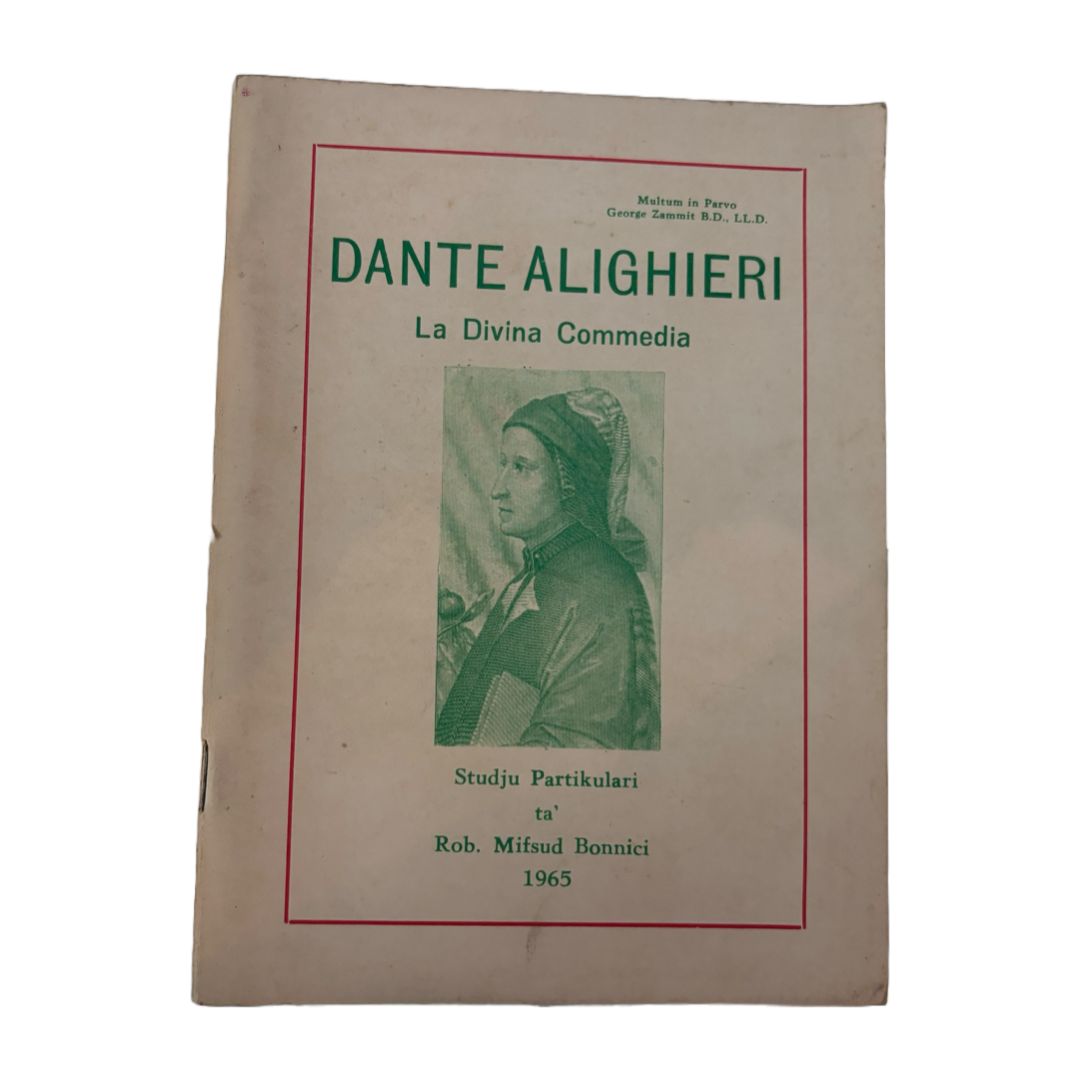 Multum in Parvo
George Zammit B.D., LL.D.
DANTE ALIGHIERI
La Divina Commedia
Studju Partikulari
ta'
Rob. Mifsud Bonnici
1965